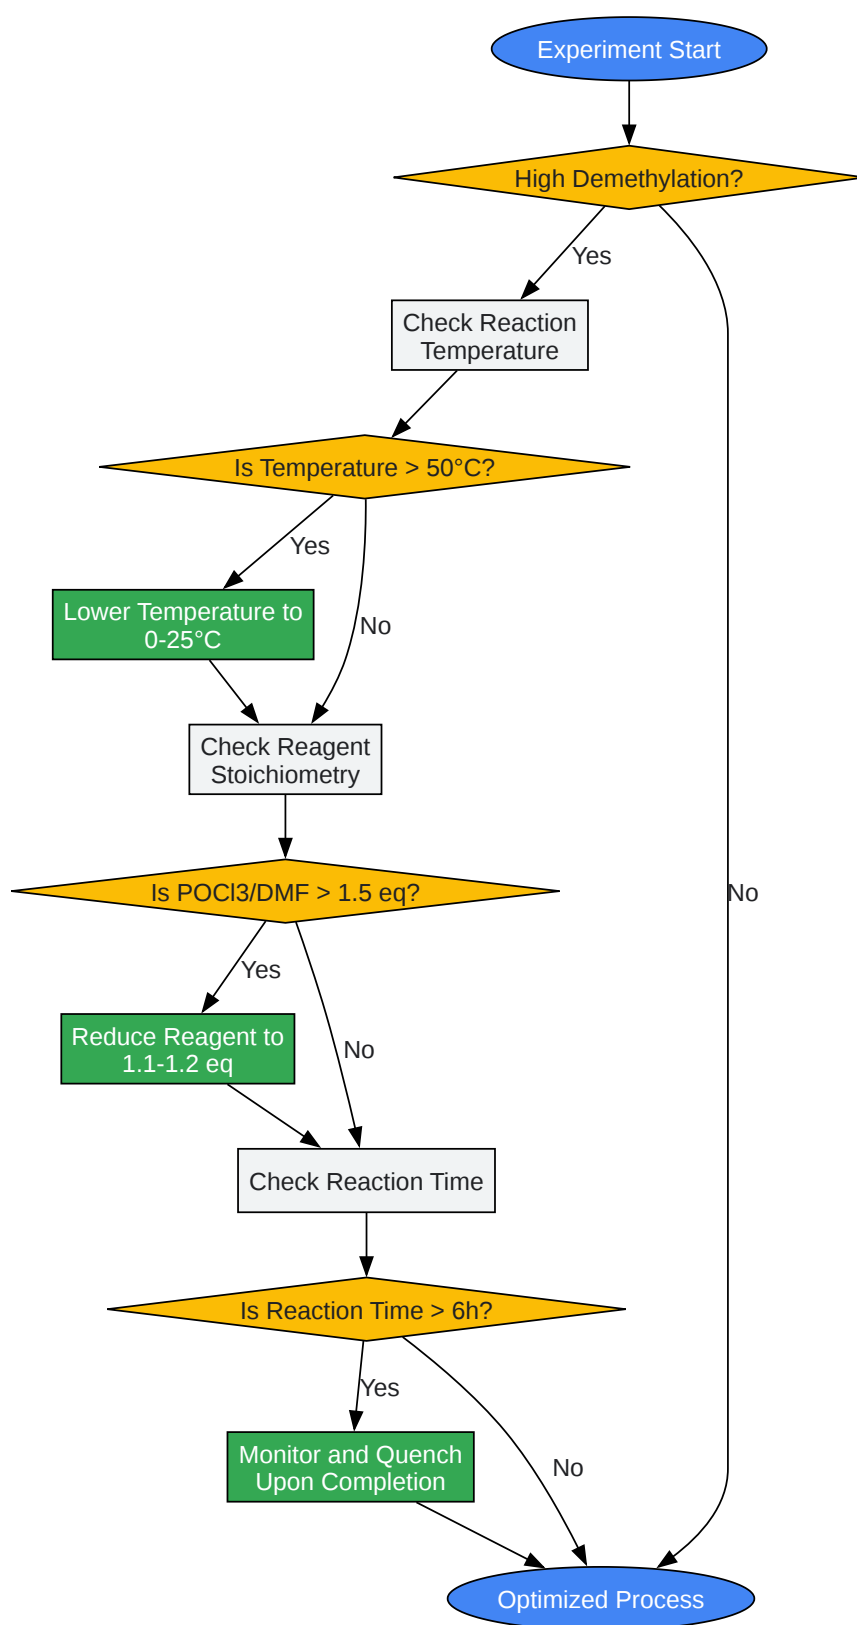 Experiment Start
High Demethylation?
Yes
Check Reaction
Temperature
Is Temperature > 50°C?
Yes
Lower Temperature to
0-25°C
No
Check Reagent
Stoichiometry
Is POCl3/DMF > 1.5 eq?
No
Yes
Reduce Reagent to
1.1-1.2 eq
No
Check Reaction Time
Is Reaction Time > 6h?
Yes
Monitor and Quench
Upon Completion
No
Optimized Process